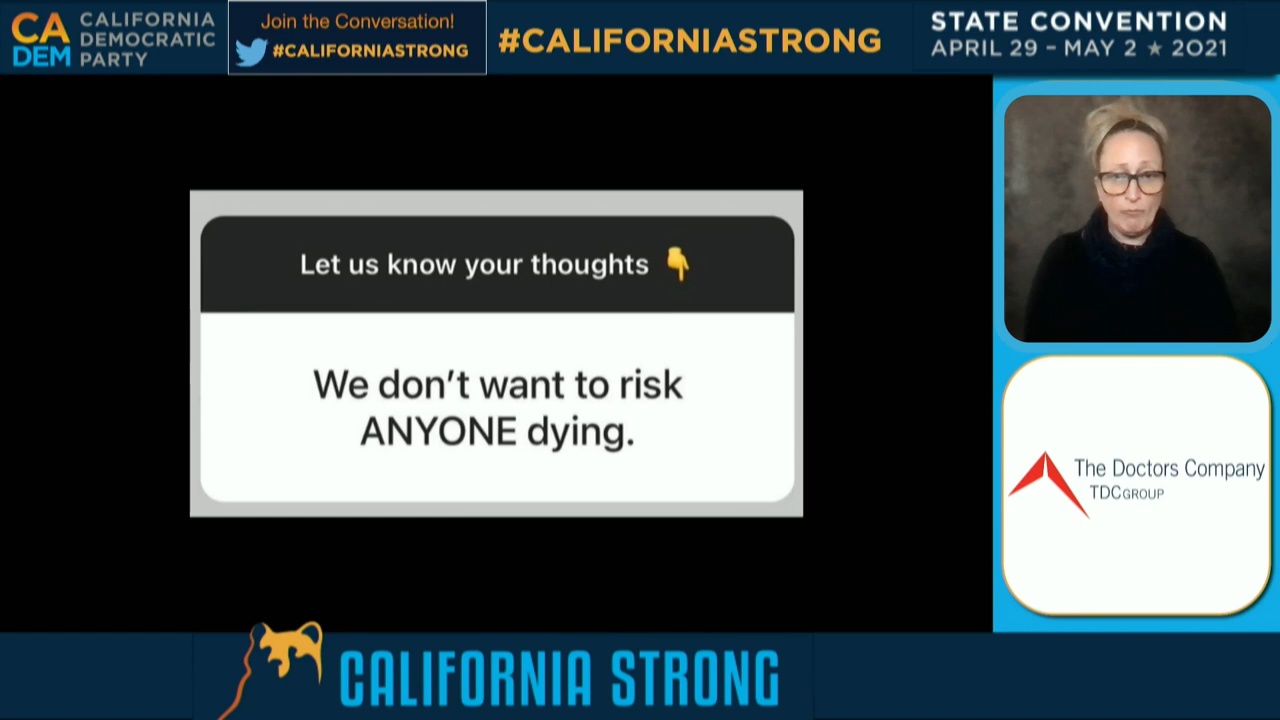 CA
DEM
CALIFORNIA
DEMOCRATIC
PARTY
Join the Conversation!
#CALIFORNIASTRONG
#CALIFORNIASTRONG
STATE CONVENTION
APRIL 29 – MAY 2 ★ 2021
Let us know your thoughts 👇
We don't want to risk
ANYONE dying.
The Doctors Company
TDCGROUP
CALIFORNIA STRONG